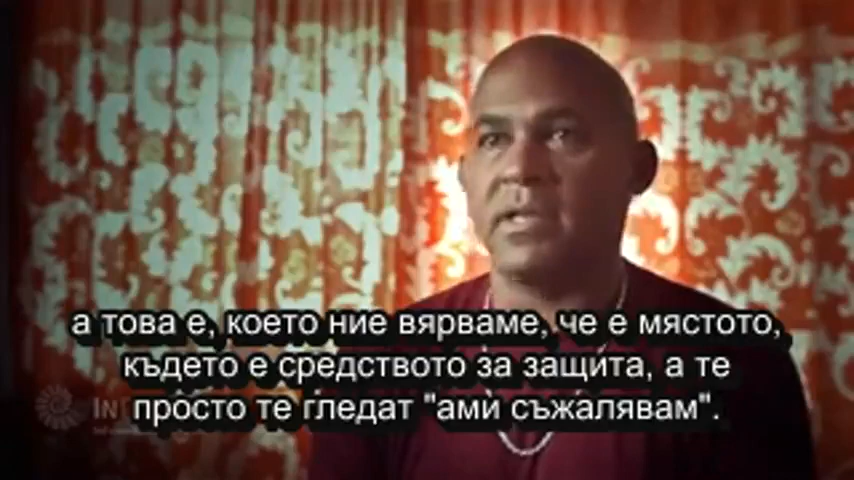 а това е, което ние вярваме, че е мястото,
където е средството за защита, а те
просто те гледат "ами съжалявам".